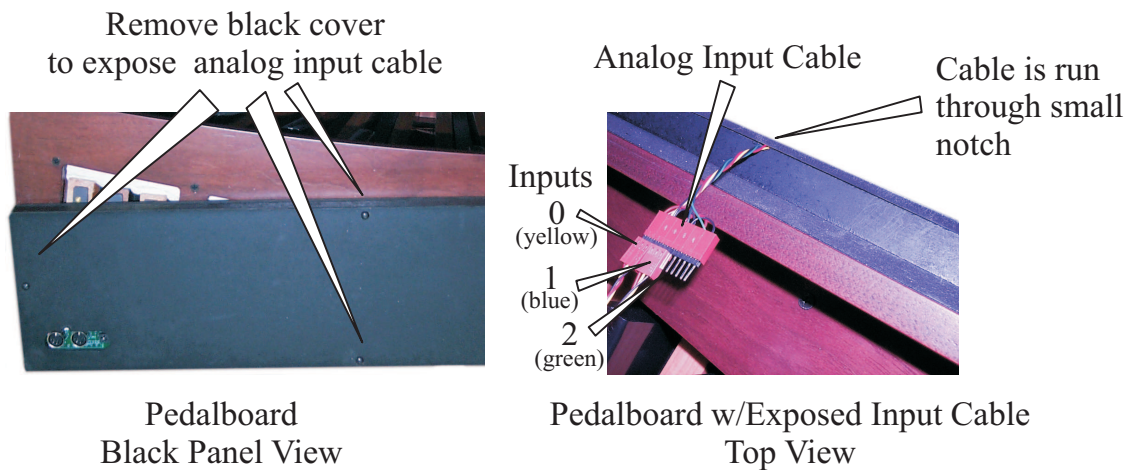 Remove black cover
to expose analog input cable
Analog Input Cable
Cable is run
through small
notch
Inputs
0
(yellow)
1
(blue)
2
(green)
Pedalboard
Black Panel View
Pedalboard w/Exposed Input Cable
Top View